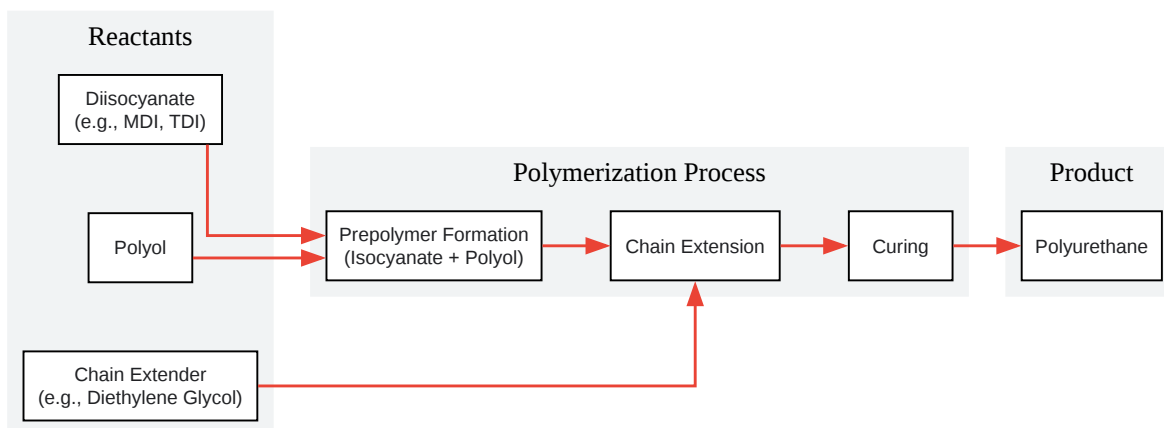 Reactants
Diisocyanate
(e.g., MDI, TDI)
Polyol
Chain Extender
(e.g., Diethylene Glycol)
Polymerization Process
Prepolymer Formation
(Isocyanate + Polyol)
Chain Extension
Curing
Product
Polyurethane